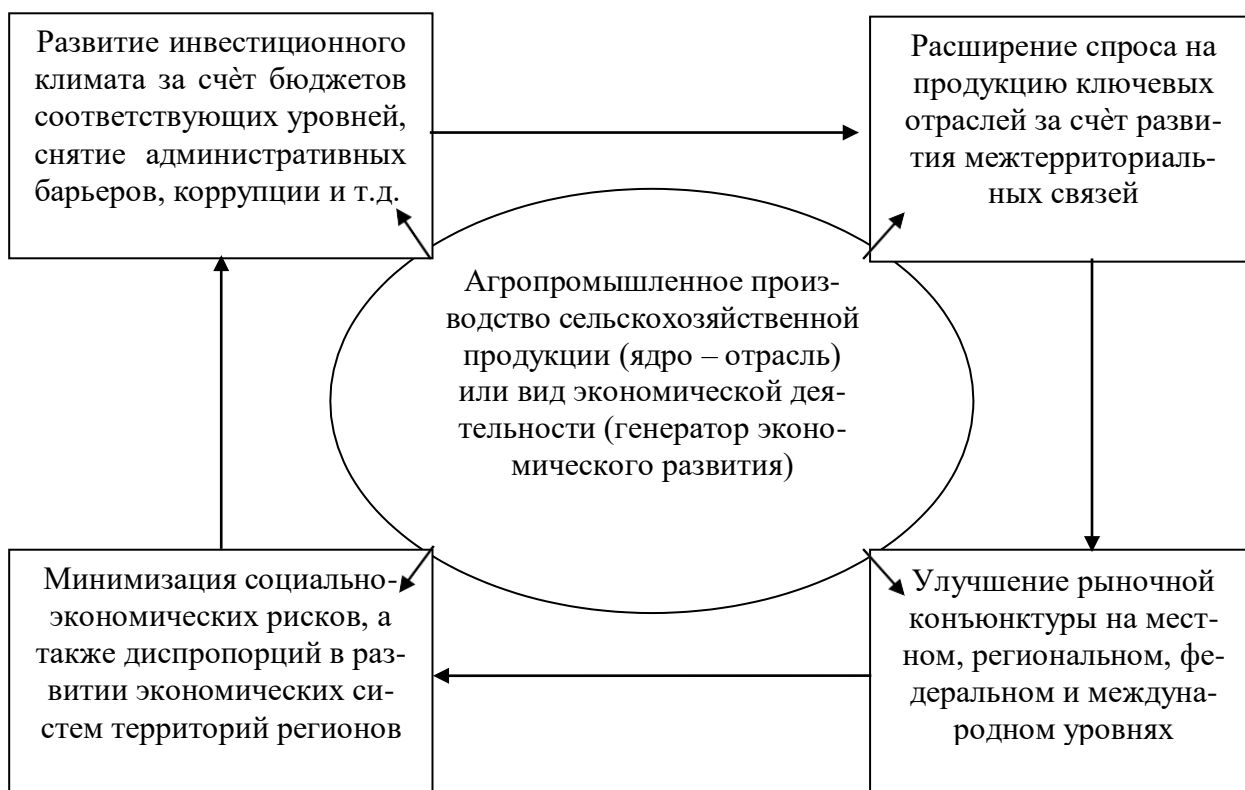 Развитие инвестиционного
климата за счѐт бюджетов
соответствующих уровней,
снятие административных
барьеров, коррупции и т.д.
Расширение спроса на
продукцию ключевых
отраслей за счѐт разви-
тия межтерриториаль-
ных связей
Агропромышленное произ-
водство сельскохозяйственной
продукции (ядро – отрасль)
или вид экономической дея-
тельности (генератор эконо-
мического развития)
Минимизация социально-
экономических рисков, а
также диспропорций в раз-
витии экономических си-
стем территорий регионов
Улучшение рыночной
конъюнктуры на мест-
ном, региональном, фе-
деральном и междуна-
родном уровнях